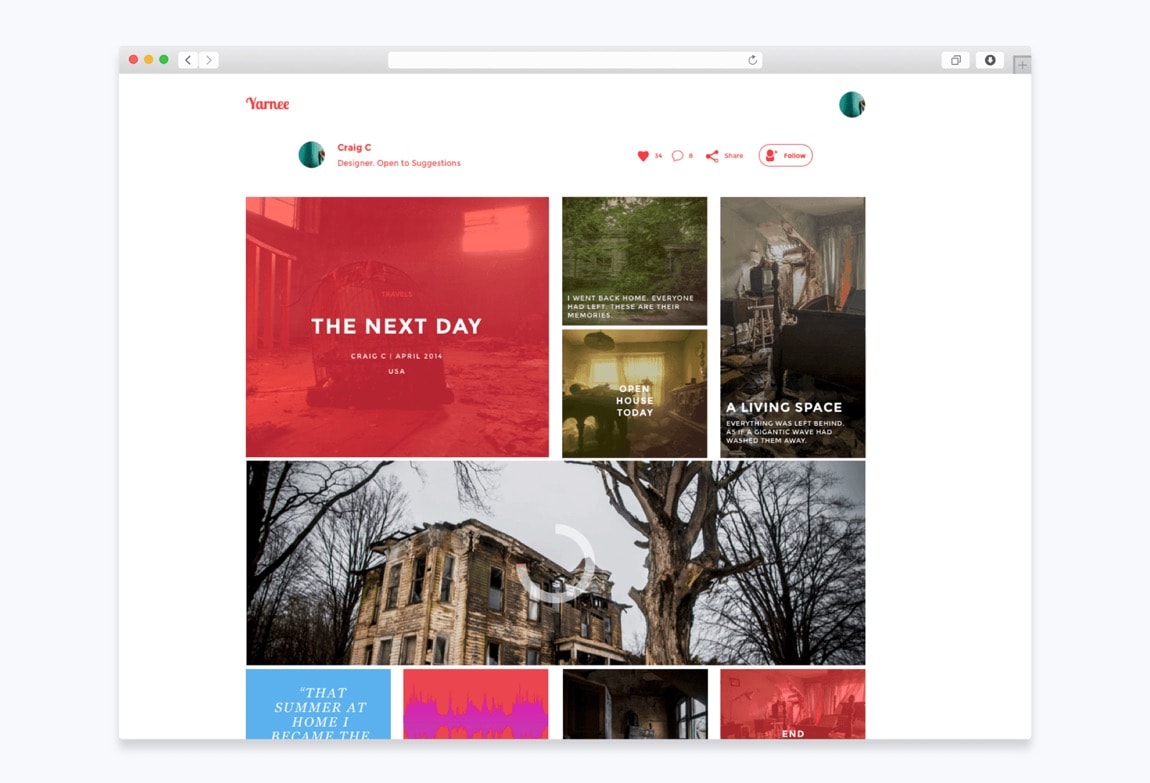 Yarnee
Craig C
Designer. Open to Suggestions
34
8
Share
Follow
TRAVELS
THE NEXT DAY
CRAIG C | APRIL 2014
USA
I WENT BACK HOME. EVERYONE
HAD LEFT. THESE ARE THEIR
MEMORIES.
OPEN
HOUSE
TODAY
A LIVING SPACE
EVERYTHING WAS LEFT BEHIND.
AS IF A GIGANTIC WAVE HAD
WASHED THEM AWAY.
“THAT
SUMMER AT
HOME I
BECAME THE
END